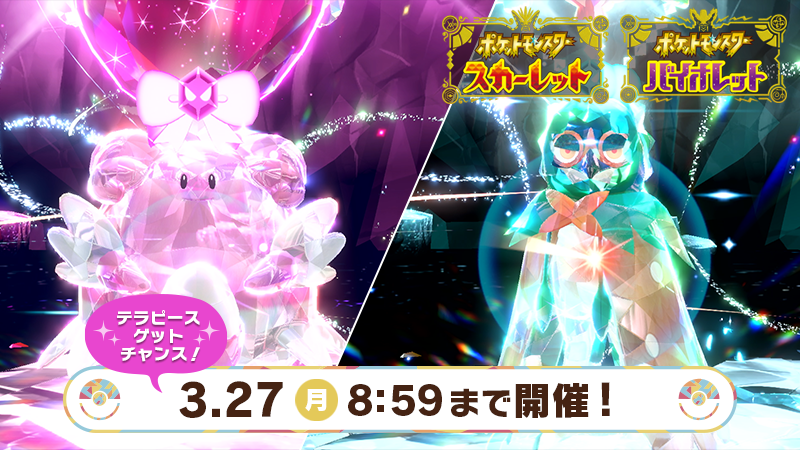 ポケットモンスター
スカーレット
ポケットモンスター
バイオレット
テラピース
ゲット
チャンス!
3.27 月 8:59まで開催!